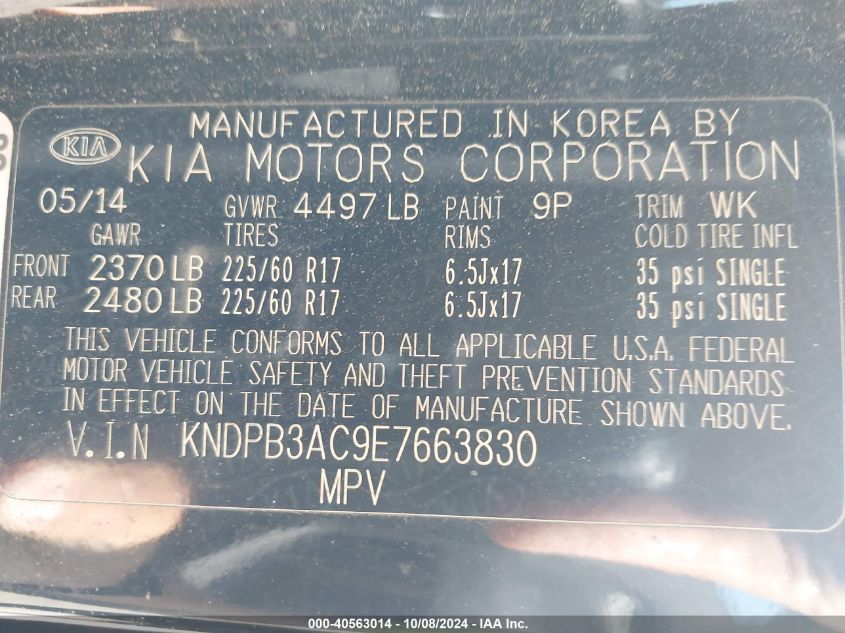 MANUFACTURED IN KOREA BY
KIA KIA MOTORS CORPORATION
05/14 GVWR 4497 LB PAINT 9P TRIM WK
GAWR TIRES RIMS COLD TIRE INFL
FRONT 2370 LB 225/60 R17 6.5Jx17 35 psi SINGLE
REAR 2480 LB 225/60 R17 6.5Jx17 35 psi SINGLE
THIS VEHICLE CONFORMS TO ALL APPLICABLE U.S.A. FEDERAL
MOTOR VEHICLE SAFETY AND THEFT PREVENTION STANDARDS
IN EFFECT ON THE DATE OF MANUFACTURE SHOWN ABOVE.
V.I.N KNDPB3AC9E7663830
MPV
000-40563014 - 10/08/2024 - IAA Inc.